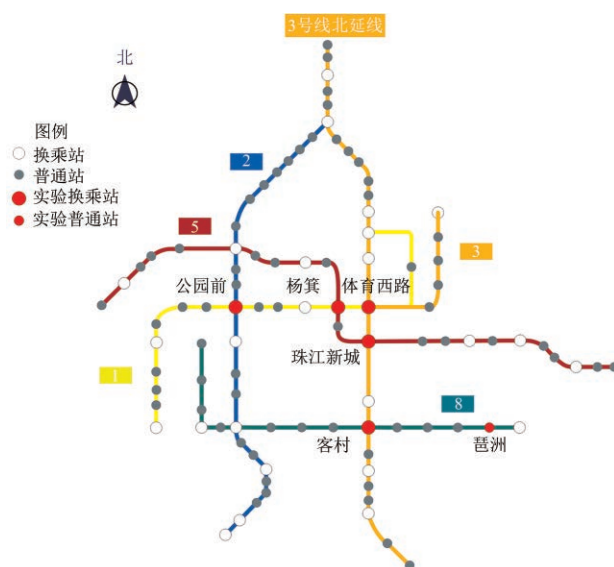 3号线北延线
北
图例
换乘站
普通站
实验换乘站
实验普通站
2
5
3
公园前
杨箕
体育西路
珠江新城
1
8
客村
琶洲